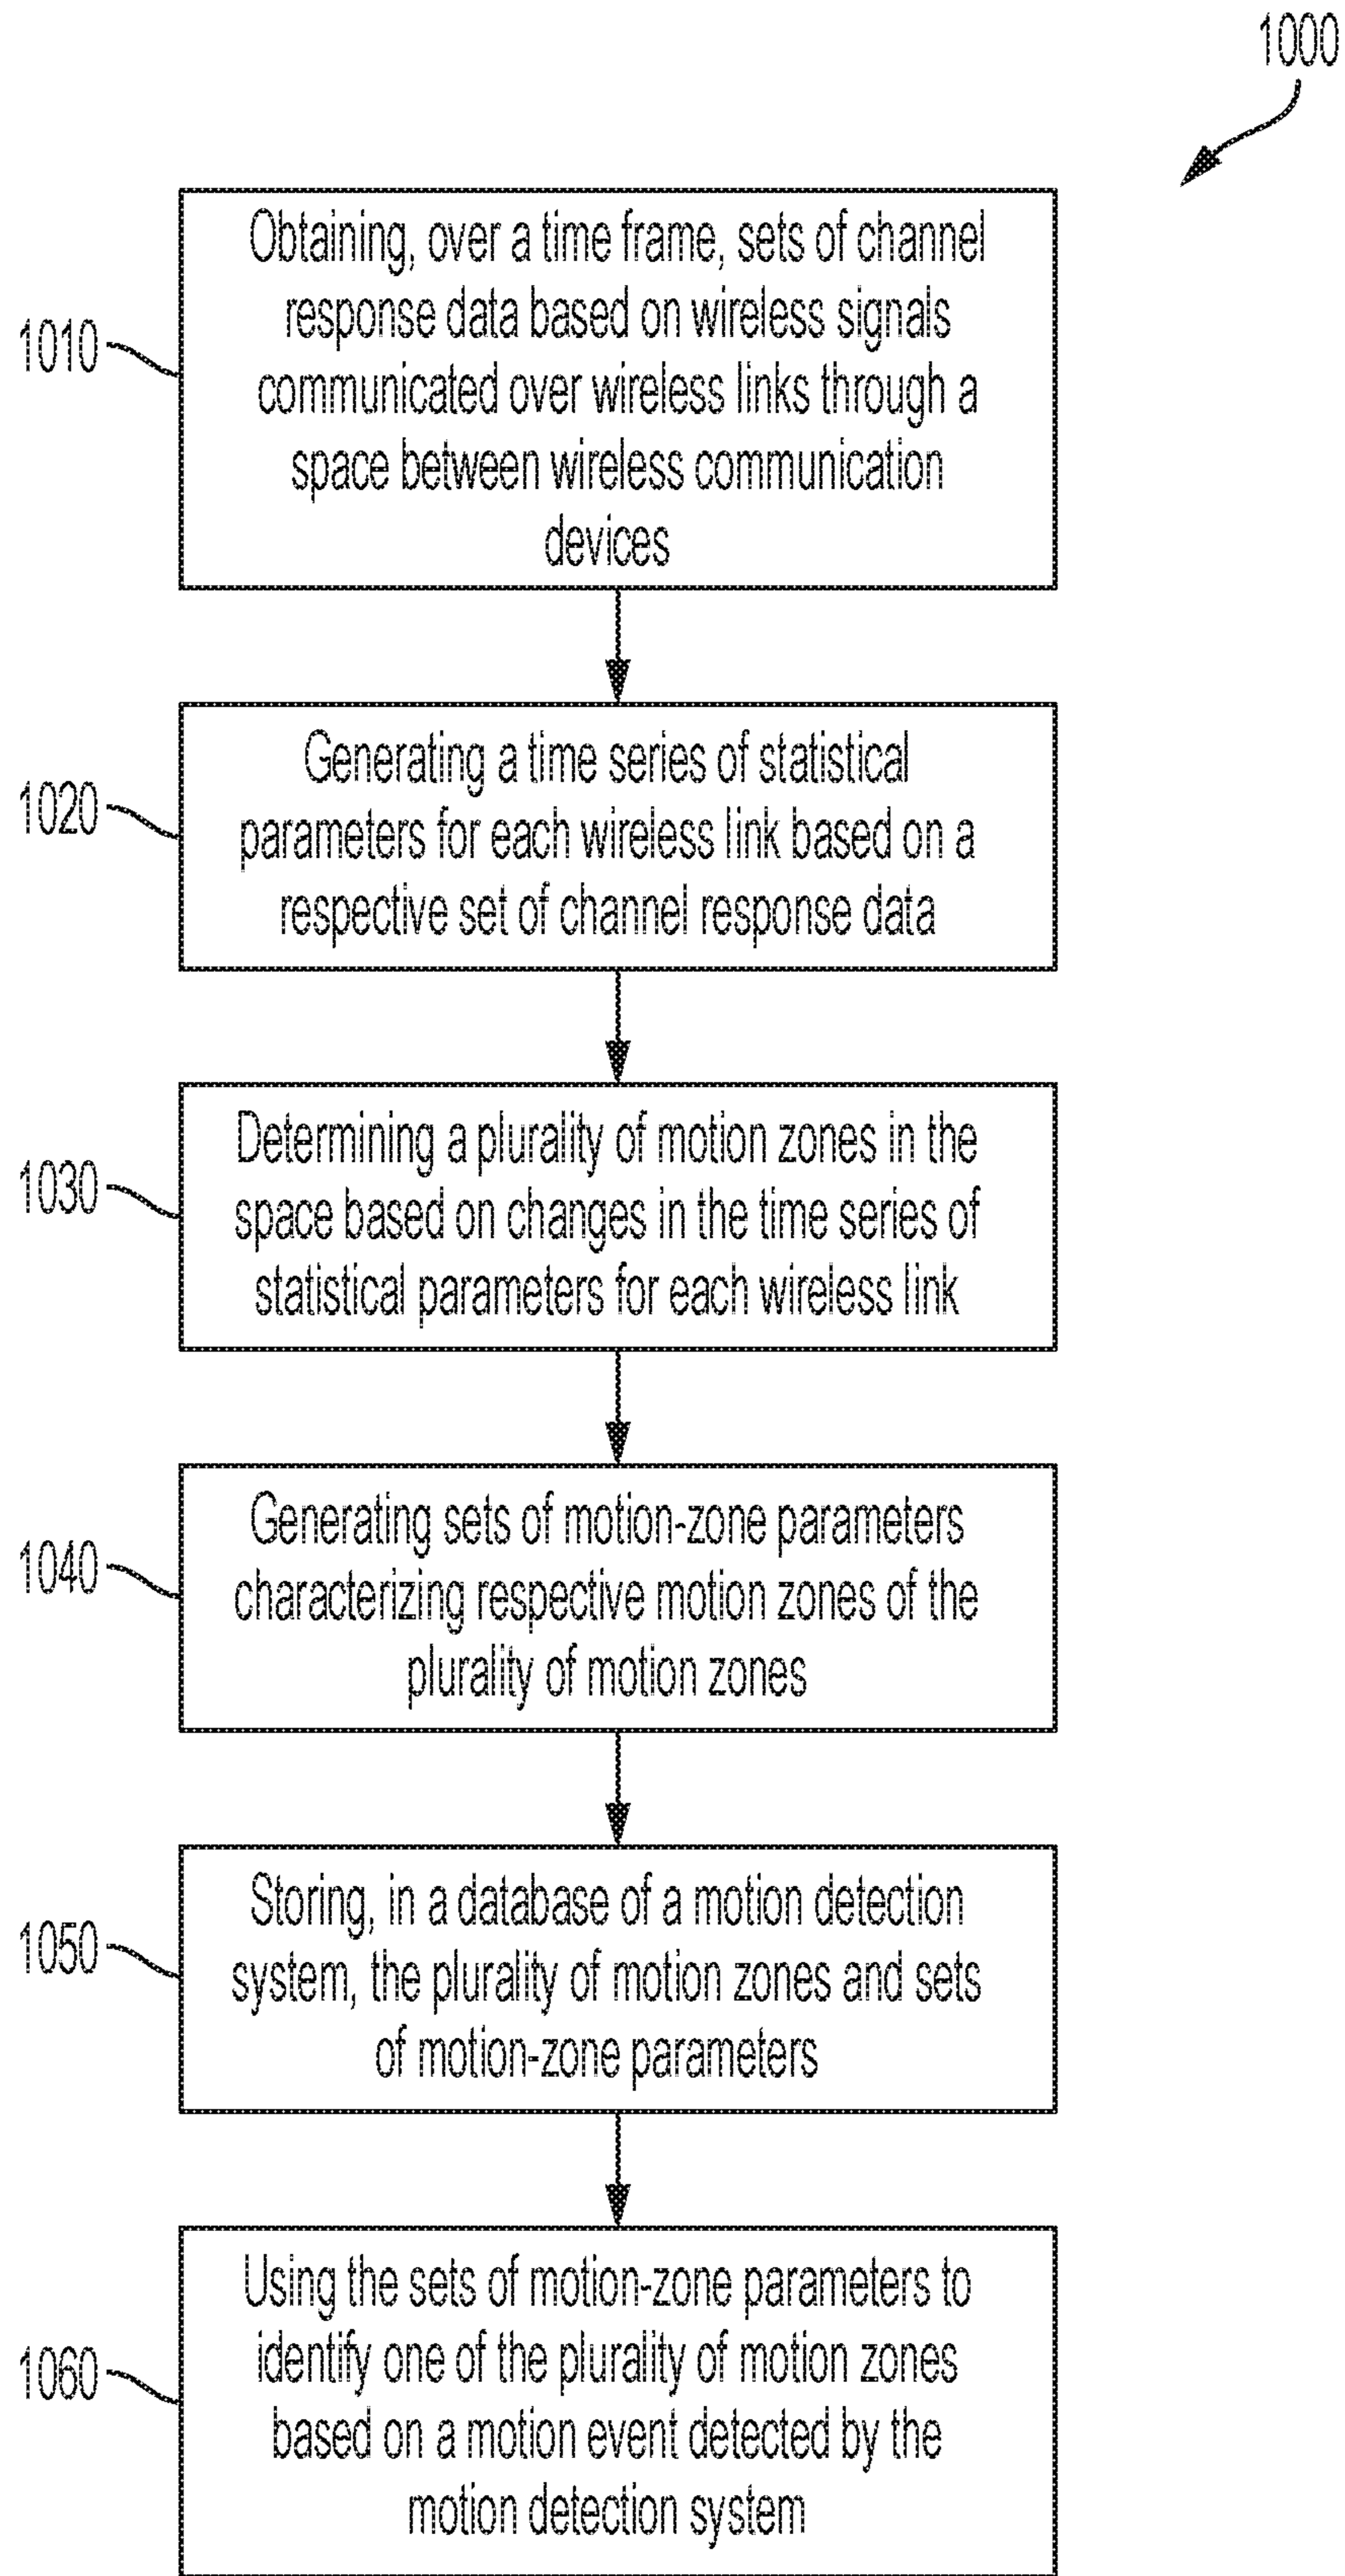 1000
1010
Obtaining, over a time frame, sets of channel
response data based on wireless signals
communicated over wireless links through a
space between wireless communication
devices
1020
Generating a time series of statistical
parameters for each wireless link based on a
respective set of channel response data
1030
Determining a plurality of motion zones in the
space based on changes in the time series of
statistical parameters for each wireless link
1040
Generating sets of motion-zone parameters
characterizing respective motion zones of the
plurality of motion zones
1050
Storing, in a database of a motion detection
system, the plurality of motion zones and sets
of motion-zone parameters
1060
Using the sets of motion-zone parameters to
identify one of the plurality of motion zones
based on a motion event detected by the
motion detection system